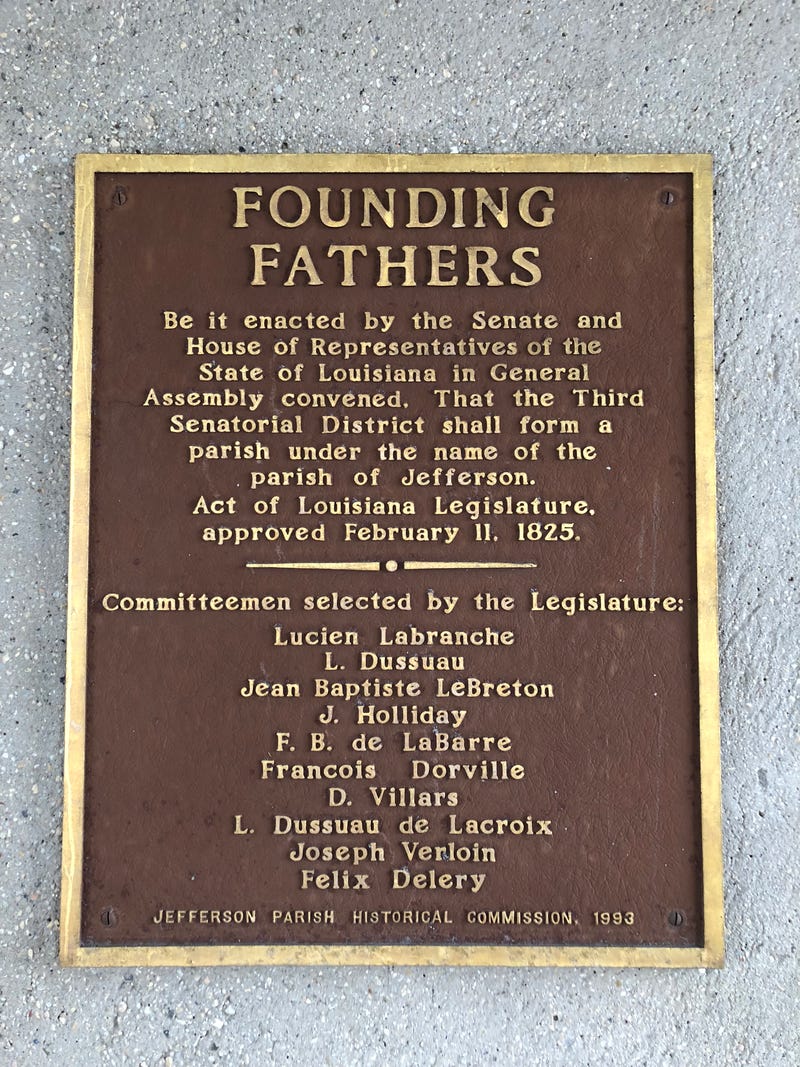 FOUNDING
FATHERS
Be it enacted by the Senate and
House of Representatives of the
State of Louisiana in General
Assembly convened, That the Third
Senatorial District shall form a
parish under the name of the
parish of Jefferson.
Act of Louisiana Legislature,
approved February 11, 1825.
Committeemen selected by the Legislature:
Lucien Labranche
L. Dussuau
Jean Baptiste LeBreton
J. Holliday
F. B. de LaBarre
Francois Dorville
D. Villars
L. Dussuau de Lacroix
Joseph Verloin
Felix Delery
JEFFERSON PARISH HISTORICAL COMMISSION, 1993